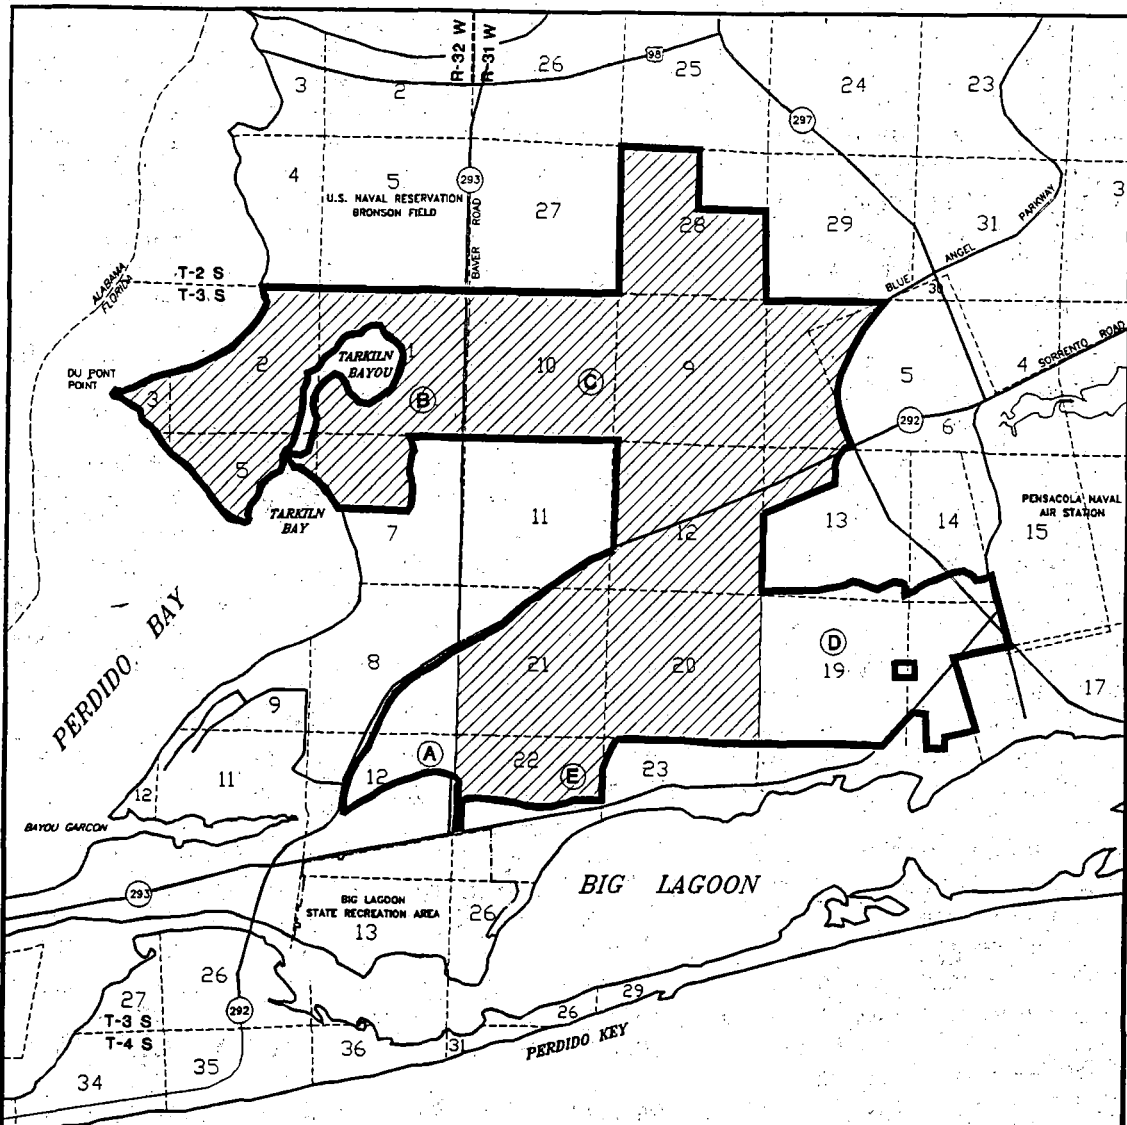 R-32 W
R-31 W
26
98
25
24
23
3
2
297
4
5
293
U.S. NAVAL RESERVATION
BRONSON FIELD
27
BAVER ROAD
28
29
31
PARKWAY
3
ALABAMA
FLORIDA
T-2 S
T-3 S
BLUE ANGEL
30
DU PONT
POINT
2
TARKILN
BAYOU
1
B
10
C
9
5
4
SORRENTO ROAD
3
292
6
5
TARKILN
BAY
7
11
12
13
14
PENSACOLA NAVAL
AIR STATION
15
PERDIDO BAY
8
21
20
D
19
17
9
A
12
22
E
23
11
12
BAYOU GARCON
293
BIG LAGOON
BIG LAGOON
STATE RECREATION AREA
13
26
26
27
292
T-3 S
T-4 S
29
26
PERDIDO KEY
34
35
36
31